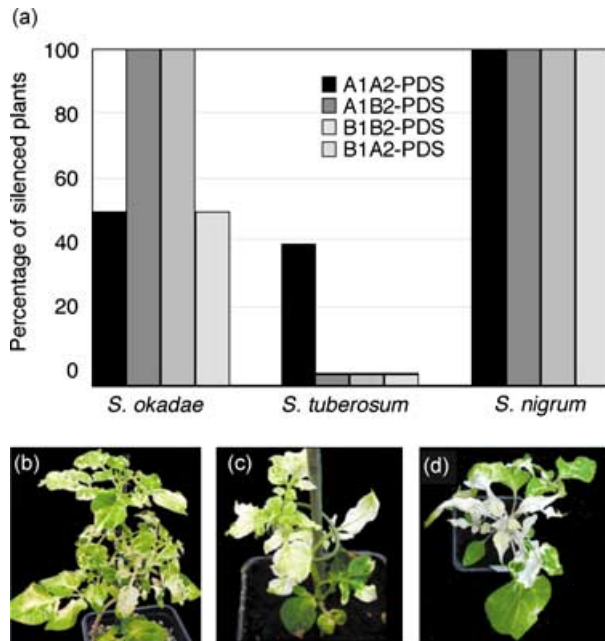 (a)
Percentage of silenced plants
100
80
60
40
20
0
A1A2-PDS
A1B2-PDS
B1B2-PDS
B1A2-PDS
S. okadae
S. tuberosum
S. nigrum
(b)
(c)
(d)